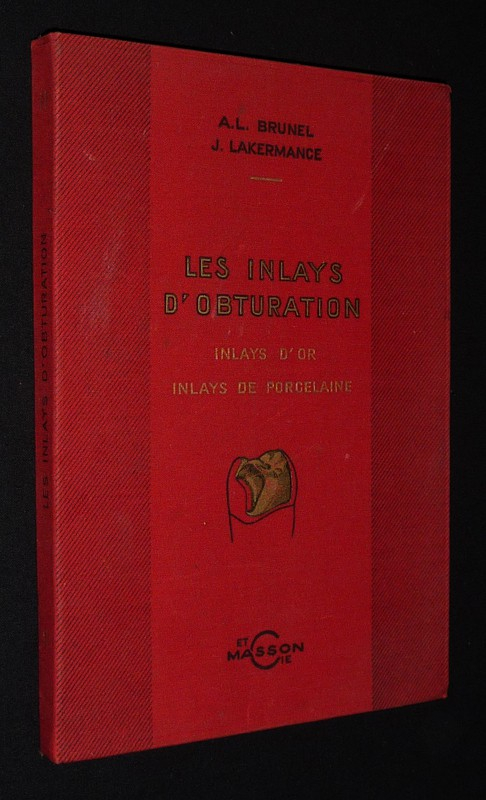 A.L. BRUNEL
J. LAKERMANCE
LES INLAYS
D'OBTURATION
INLAYS D'OR
INLAYS DE PORCELAINE
ET
MASSON
CIE
LES INLAYS D'OBTURATION